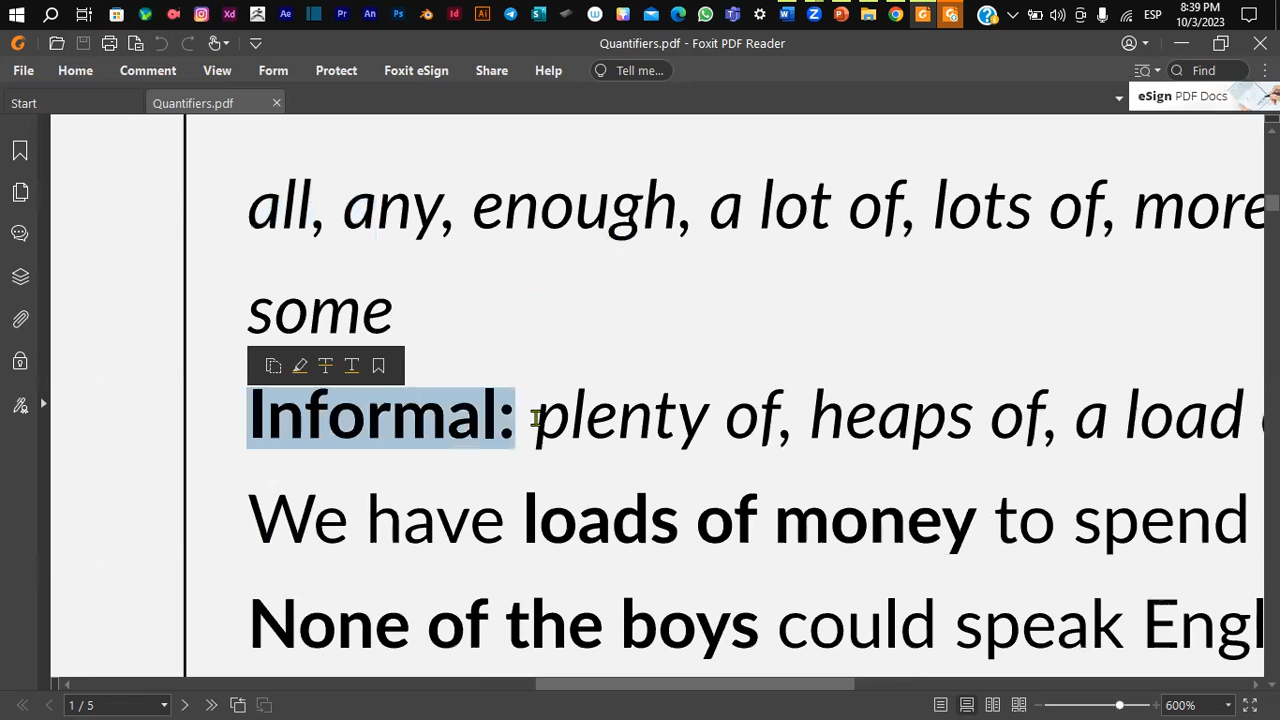 8:39 PM
ESP
10/3/2023
Quantifiers.pdf - Foxit PDF Reader
File Home Comment View Form Protect Foxit eSign Share Help Tell me... Find
Start Quantifiers.pdf eSign PDF Docs
all, any, enough, a lot of, lots of, more
some
Informal: plenty of, heaps of, a load
We have loads of money to spend
None of the boys could speak Engl
1 / 5 600%